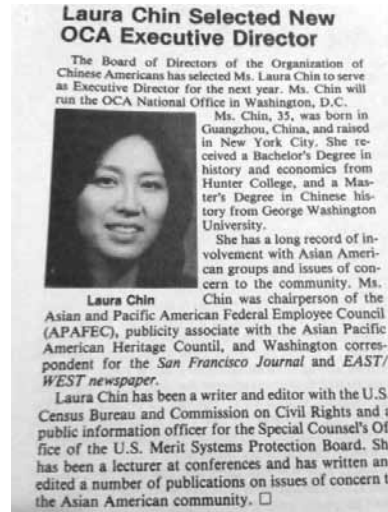 Laura Chin Selected New
OCA Executive Director
The Board of Directors of the Organization of
Chinese Americans has selected Ms. Laura Chin to serve
as Executive Director for the next year. Ms. Chin will
run the OCA National Office in Washington, D.C.
Ms. Chin, 35, was born in
Guangzhou, China, and raised
in New York City. She re-
ceived a Bachelor's Degree in
history and economics from
Hunter College, and a Mas-
ter's Degree in Chinese his-
tory from George Washington
University.
She has a long record of in-
volvement with Asian Ameri-
can groups and issues of con-
cern to the community. Ms.
Laura Chin
Chin was chairperson of the
Asian and Pacific American Federal Employee Council
(APAFEC), publicity associate with the Asian Pacific
American Heritage Countil, and Washington corres-
pondent for the San Francisco Journal and EAST/
WEST newspaper.
Laura Chin has been a writer and editor with the U.S
Census Bureau and Commission on Civil Rights and
public information officer for the Special Counsel's Of
fice of the U.S. Merit Systems Protection Board. Sh
has been a lecturer at conferences and has written an
edited a number of publications on issues of concern t
the Asian American community. □